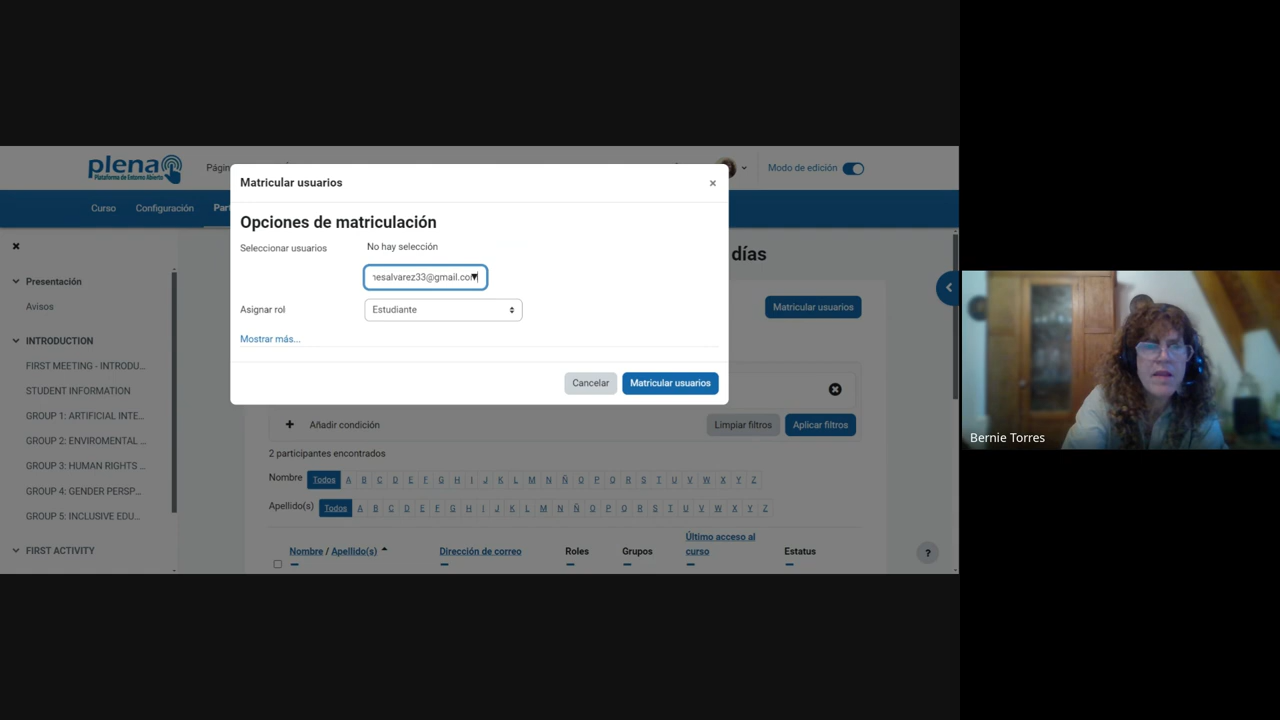 plena
Plataforma de Entorno Abierto
Págin
Modo de edición
Curso
Configuración
Part
Matricular usuarios
×
Opciones de matriculación
Seleccionar usuarios
No hay selección
nesalvarez33@gmail.com
Asignar rol
Estudiante
Mostrar más...
Cancelar
Matricular usuarios
días
Matricular usuarios
Presentación
Avisos
INTRODUCTION
FIRST MEETING - INTRODU...
STUDENT INFORMATION
GROUP 1: ARTIFICIAL INTE...
GROUP 2: ENVIROMENTAL ...
GROUP 3: HUMAN RIGHTS ...
GROUP 4: GENDER PERSP...
GROUP 5: INCLUSIVE EDU...
FIRST ACTIVITY
Añadir condición
Limpiar filtros
Aplicar filtros
2 participantes encontrados
Nombre Todos A B C D E F G H I J K L M N Ñ O P Q R S T U V W X Y Z
Apellido(s) Todos A B C D E F G H I J K L M N Ñ O P Q R S T U V W X Y Z
Nombre / Apellido(s)
Dirección de correo
Roles
Grupos
Último acceso al
curso
Estatus
?
Bernie Torres